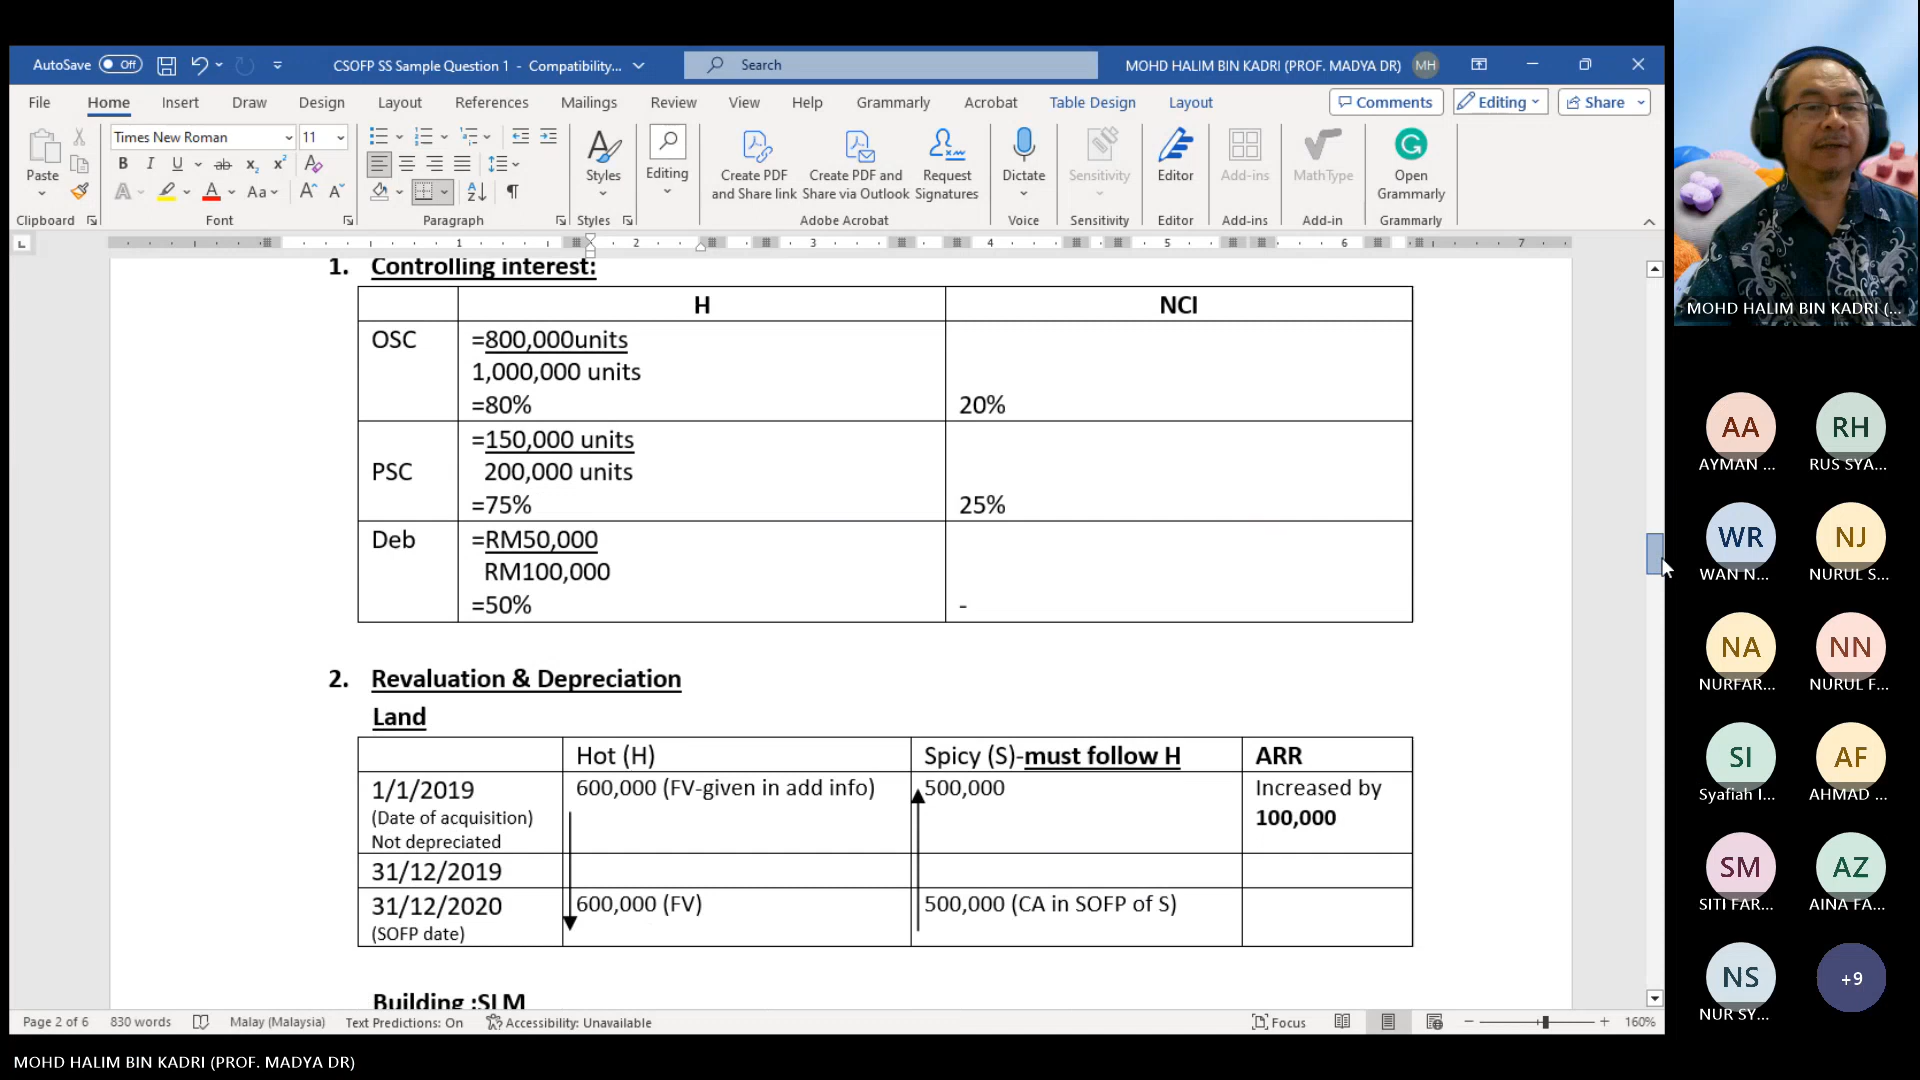 AutoSave Off
CSOFP SS Sample Question 1 - Compatibility...
Search
MOHD HALIM BIN KADRI (PROF. MADYA DR) MH
File Home Insert Draw Design Layout References Mailings Review View Help Grammarly Acrobat Table Design Layout
Comments Editing Share
Paste
Times New Roman 11
Styles
Editing
Create PDF and Share link
Create PDF and Share via Outlook
Request Signatures
Dictate
Sensitivity
Editor
Add-ins
MathType
Open Grammarly
Clipboard Font Paragraph Styles Adobe Acrobat Voice Sensitivity Editor Add-ins Add-in Grammarly
1 2 3 4 5 6 7
1. Controlling interest:
H NCI
OSC =800,000units
1,000,000 units
=80% 20%
=150,000 units
PSC 200,000 units
=75% 25%
Deb =RM50,000
RM100,000
=50% -
2. Revaluation & Depreciation
Land
Hot (H) Spicy (S)-must follow H ARR
1/1/2019 600,000 (FV-given in add info) 500,000 Increased by
(Date of acquisition) 100,000
Not depreciated
31/12/2019
31/12/2020 600,000 (FV) 500,000 (CA in SOFP of S)
(SOFP date)
Building :SLM
Page 2 of 6 830 words Malay (Malaysia) Text Predictions: On Accessibility: Unavailable Focus 160%
MOHD HALIM BIN KADRI (PROF. MADYA DR)
MOHD HALIM BIN KADRI (...
AA RH
AYMAN ... RUS SYA...
WR NJ
WAN N... NURUL S...
NA NN
NURFAR... NURUL F...
SI AF
Syafiah I... AHMAD ...
SM AZ
SITI FAR... AINA FA...
NS +9
NUR SY...